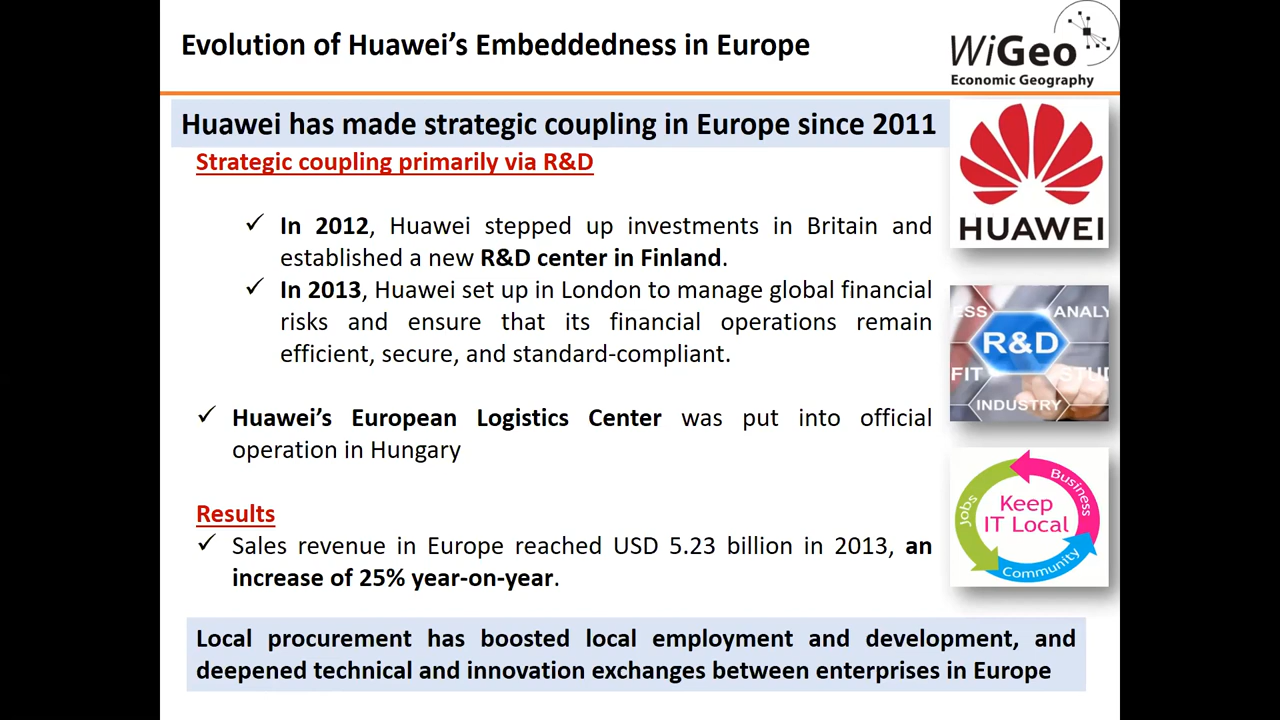 Evolution of Huawei's Embeddedness in Europe
WiGeo
Economic Geography
Huawei has made strategic coupling in Europe since 2011
Strategic coupling primarily via R&D
✓ In 2012, Huawei stepped up investments in Britain and
established a new R&D center in Finland.
✓ In 2013, Huawei set up in London to manage global financial
risks and ensure that its financial operations remain
efficient, secure, and standard-compliant.
✓ Huawei's European Logistics Center was put into official
operation in Hungary
Results
✓ Sales revenue in Europe reached USD 5.23 billion in 2013, an
increase of 25% year-on-year.
Local procurement has boosted local employment and development, and
deepened technical and innovation exchanges between enterprises in Europe
HUAWEI
ESS
ANALY
R&D
FIT
STUD
INDUSTRY
Keep
IT Local
Jobs
Business
Community